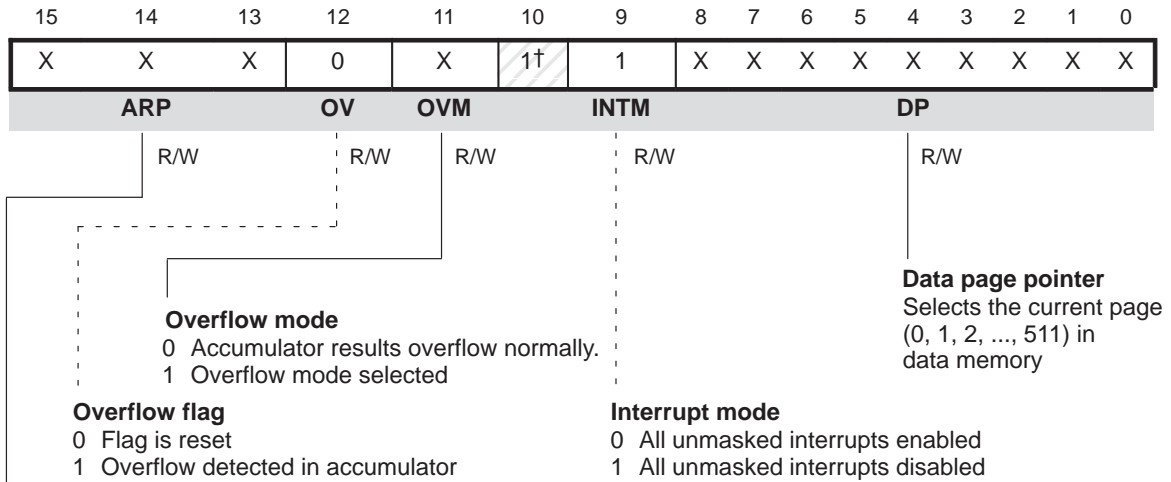 15 14 13 12 11 10 9 8 7 6 5 4 3 2 1 0
X X X 0 X 1† 1 X X X X X X X X X
ARP OV OVM INTM DP
R/W R/W R/W R/W R/W
Data page pointer
Selects the current page
(0, 1, 2, ..., 511) in
data memory
Overflow mode
0 Accumulator results overflow normally.
1 Overflow mode selected
Overflow flag
0 Flag is reset
1 Overflow detected in accumulator
Interrupt mode
0 All unmasked interrupts enabled
1 All unmasked interrupts disabled